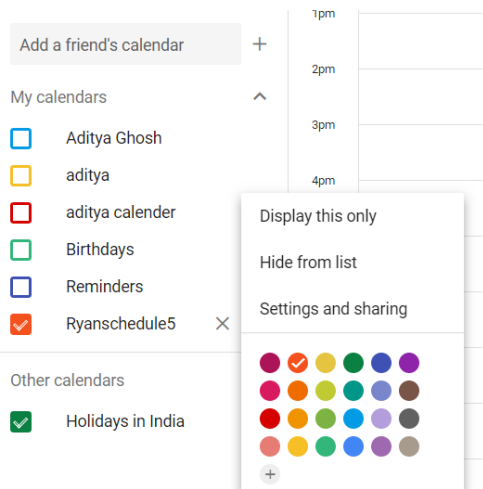 1pm
Add a friend's calendar
2pm
My calendars
3pm
Aditya Ghosh
aditya
4pm
aditya calender
Birthdays
Reminders
Ryanschedule5
Display this only
Hide from list
Settings and sharing
Other calendars
Holidays in India